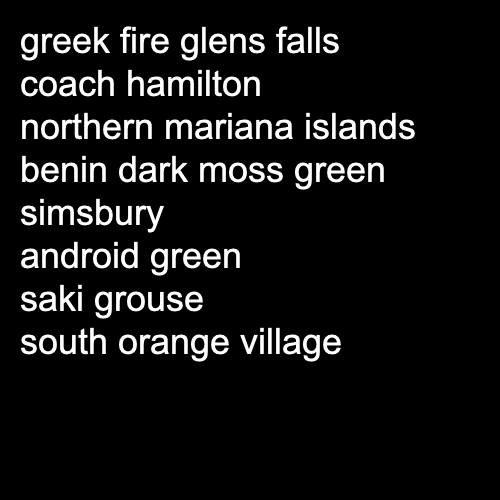 greek fire glens falls
coach hamilton
northern mariana islands
benin dark moss green
simsbury
android green
saki grouse
south orange village